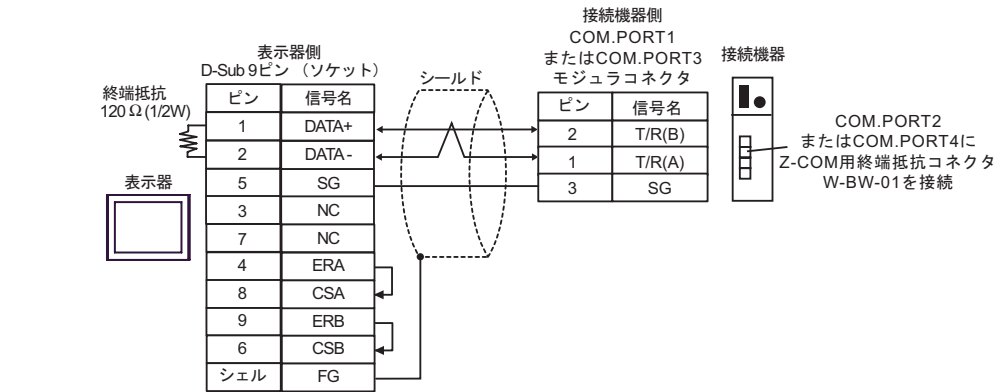 接続機器側
COM.PORT1
またはCOM.PORT3
モジュラコネクタ
接続機器
表示器側
D-Sub 9ピン （ソケット）
シールド
終端抵抗
120Ω(1/2W)
ピン 信号名
1 DATA+
2 DATA-
5 SG
3 NC
7 NC
4 ERA
8 CSA
9 ERB
6 CSB
シェル FG
表示器
ピン 信号名
2 T/R(B)
1 T/R(A)
3 SG
COM.PORT2
またはCOM.PORT4に
Z-COM用終端抵抗コネクタ
W-BW-01を接続